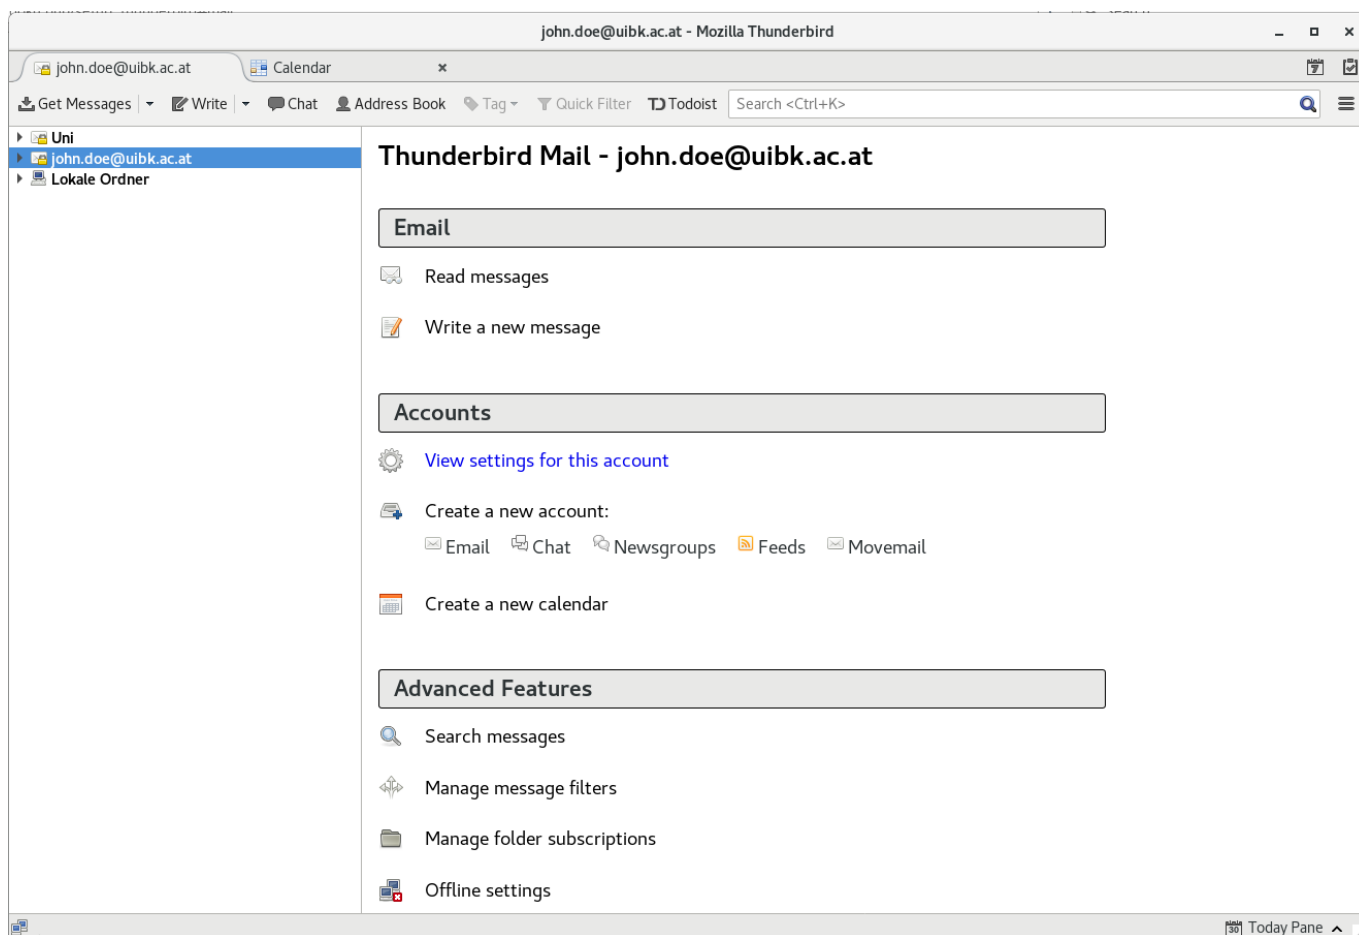 john.doe@uibk.ac.at - Mozilla Thunderbird
john.doe@uibk.ac.at Calendar
Get Messages Write Chat Address Book Tag Quick Filter Todoist Search <Ctrl+K>
Uni
john.doe@uibk.ac.at
Lokale Ordner
Thunderbird Mail - john.doe@uibk.ac.at
Email
Read messages
Write a new message
Accounts
View settings for this account
Create a new account:
Email Chat Newsgroups Feeds Movemail
Create a new calendar
Advanced Features
Search messages
Manage message filters
Manage folder subscriptions
Offline settings
30 Today Pane